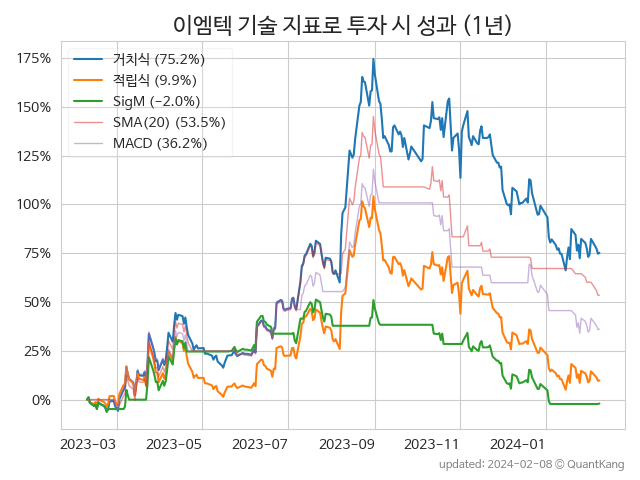 이엠텍 기술 지표로 투자 시 성과 (1년)
거치식 (75.2%)
적립식 (9.9%)
SigM (-2.0%)
SMA(20) (53.5%)
MACD (36.2%)
175%
150%
125%
100%
75%
50%
25%
0%
2023-03 2023-05 2023-07 2023-09 2023-11 2024-01
updated: 2024-02-08 © QuantKang